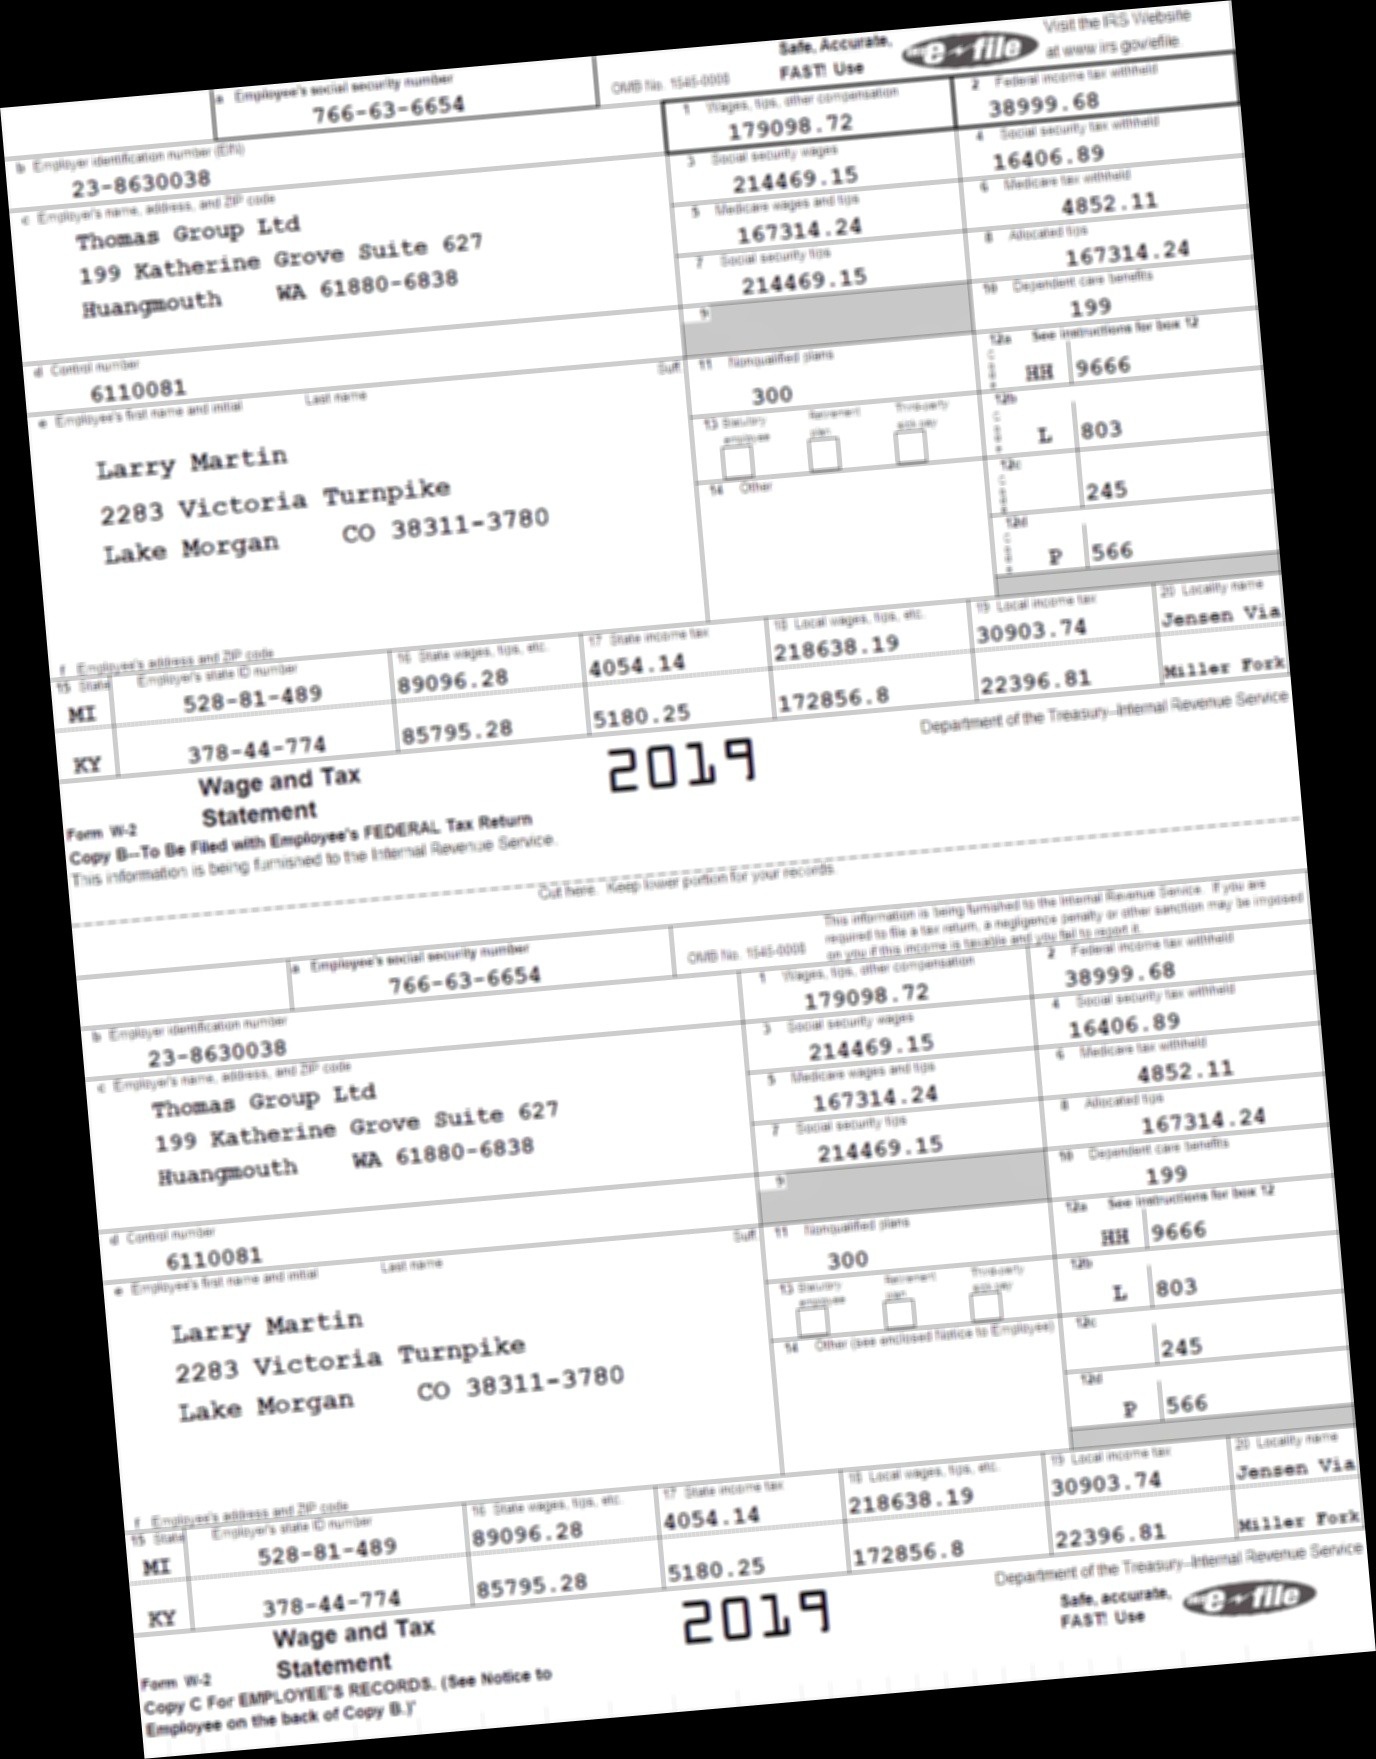 Safe, Accurate,
FAST! Use
e file
Visit the IRS Website
at www.irs.gov/efile.
a Employee's social security number
766-63-6654
OMB No. 1545-0008
1 Wages, tips, other compensation
179098.72
2 Federal income tax withheld
38999.68
b Employer identification number (EIN)
23-8630038
3 Social security wages
214469.15
4 Social security tax withheld
16406.89
c Employer's name, address, and ZIP code
Thomas Group Ltd
199 Katherine Grove Suite 627
Huangmouth WA 61880-6838
5 Medicare wages and tips
167314.24
6 Medicare tax withheld
4852.11
7 Social security tips
214469.15
8 Allocated tips
167314.24
9
10 Dependent care benefits
199
d Control number
6110081
11 Nonqualified plans
300
12a See instructions for box 12
HH 9666
e Employee's first name and initial Last name Suff.
Larry Martin
2283 Victoria Turnpike
Lake Morgan CO 38311-3780
13 Statutory employee Retirement plan Third-party sick pay
12b
L 803
14 Other
12c
245
12d
P 566
f Employee's address and ZIP code
15 State Employer's state ID number 16 State wages, tips, etc. 17 State income tax 18 Local wages, tips, etc. 19 Local income tax 20 Locality name
MI 528-81-489 89096.28 4054.14 218638.19 30903.74 Jensen Via
KY 378-44-774 85795.28 5180.25 172856.8 22396.81 Miller Fork
Form W-2 Wage and Tax
Statement
2019
Department of the Treasury--Internal Revenue Service
Copy B--To Be Filed with Employee's FEDERAL Tax Return
This information is being furnished to the Internal Revenue Service.
Cut here. Keep lower portion for your records.
This information is being furnished to the Internal Revenue Service. If you are
required to file a tax return, a negligence penalty or other sanction may be imposed
on you if this income is taxable and you fail to report it.
a Employee's social security number
766-63-6654
OMB No. 1545-0008
1 Wages, tips, other compensation
179098.72
2 Federal income tax withheld
38999.68
b Employer identification number
23-8630038
3 Social security wages
214469.15
4 Social security tax withheld
16406.89
c Employer's name, address, and ZIP code
Thomas Group Ltd
199 Katherine Grove Suite 627
Huangmouth WA 61880-6838
5 Medicare wages and tips
167314.24
6 Medicare tax withheld
4852.11
7 Social security tips
214469.15
8 Allocated tips
167314.24
9
10 Dependent care benefits
199
d Control number
6110081
11 Nonqualified plans
300
12a See instructions for box 12
HH 9666
e Employee's first name and initial Last name Suff.
Larry Martin
2283 Victoria Turnpike
Lake Morgan CO 38311-3780
13 Statutory employee Retirement plan Third-party sick pay
12b
L 803
14 Other (see enclosed Notice to Employee)
12c
245
12d
P 566
f Employee's address and ZIP code
15 State Employer's state ID number 16 State wages, tips, etc. 17 State income tax 18 Local wages, tips, etc. 19 Local income tax 20 Locality name
MI 528-81-489 89096.28 4054.14 218638.19 30903.74 Jensen Via
KY 378-44-774 85795.28 5180.25 172856.8 22396.81 Miller Fork
Form W-2 Wage and Tax
Statement
2019
Department of the Treasury--Internal Revenue Service
Safe, accurate,
FAST! Use
e file
Copy C For EMPLOYEE'S RECORDS. (See Notice to
Employee on the back of Copy B.)"